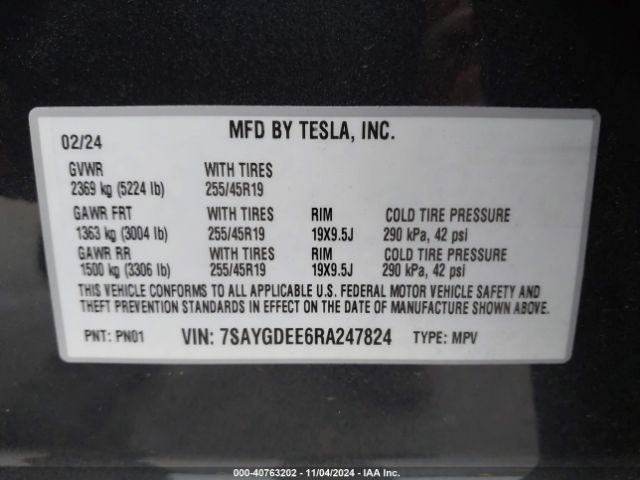 02/24 MFD BY TESLA, INC.
GVWR WITH TIRES
2369 kg (5224 lb) 255/45R19
GAWR FRT WITH TIRES RIM COLD TIRE PRESSURE
1363 kg (3004 lb) 255/45R19 19X9.5J 290 kPa, 42 psi
GAWR RR WITH TIRES RIM COLD TIRE PRESSURE
1500 kg (3306 lb) 255/45R19 19X9.5J 290 kPa, 42 psi
THIS VEHICLE CONFORMS TO ALL APPLICABLE U.S. FEDERAL MOTOR VEHICLE SAFETY AND
THEFT PREVENTION STANDARDS IN EFFECT ON THE DATE OF MANUFACTURE SHOWN ABOVE.
PNT: PN01 VIN: 7SAYGDEE6RA247824 TYPE: MPV
000-40763202 - 11/04/2024 - IAA Inc.